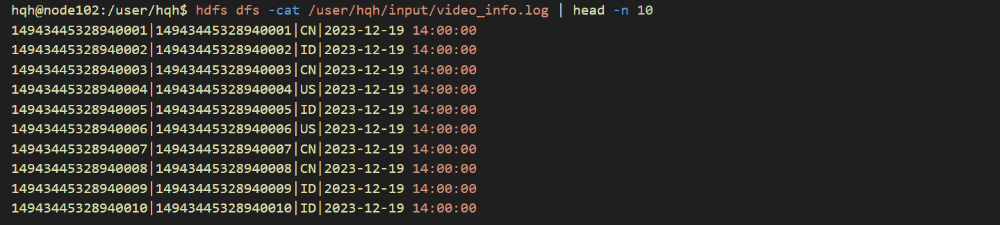 hqh@node102:/user/hqh$ hdfs dfs -cat /user/hqh/input/video_info.log | head -n 10
14943445328940001|14943445328940001|CN|2023-12-19 14:00:00
14943445328940002|14943445328940002|ID|2023-12-19 14:00:00
14943445328940003|14943445328940003|CN|2023-12-19 14:00:00
14943445328940004|14943445328940004|US|2023-12-19 14:00:00
14943445328940005|14943445328940005|ID|2023-12-19 14:00:00
14943445328940006|14943445328940006|US|2023-12-19 14:00:00
14943445328940007|14943445328940007|CN|2023-12-19 14:00:00
14943445328940008|14943445328940008|CN|2023-12-19 14:00:00
14943445328940009|14943445328940009|ID|2023-12-19 14:00:00
14943445328940010|14943445328940010|ID|2023-12-19 14:00:00